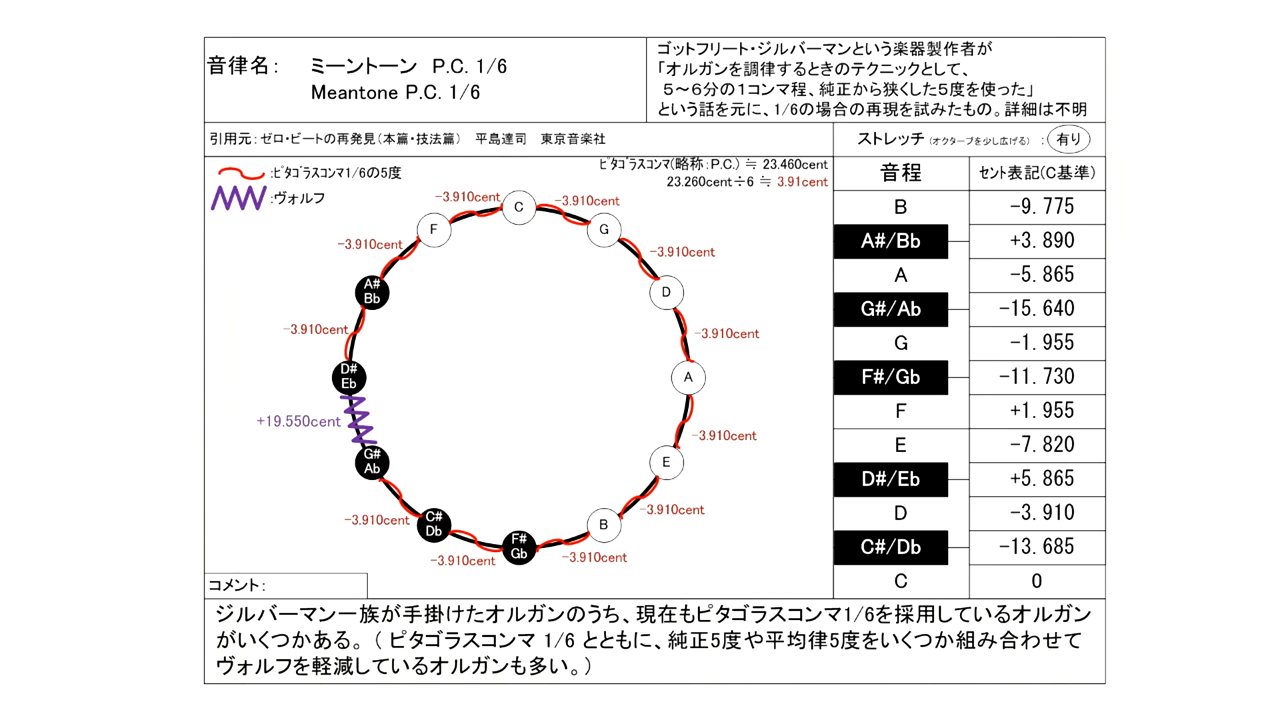 音律名： ミーントーン P.C. 1/6
Meantone P.C. 1/6
ゴットフリート・ジルバーマンという楽器製作者が
「オルガンを調律するときのテクニックとして、
５～６分の１コンマ程、純正から狭くした５度を使った」
という話を元に、1/6の場合の再現を試みたもの。詳細は不明
引用元：ゼロ・ビートの再発見（本篇・技法篇） 平島達司 東京音楽社
ストレッチ（オクターブを少し広げる）： 有り
：ピタゴラスコンマ1/6の5度
：ヴォルフ
ピタゴラスコンマ（略称：P.C.） ≒ 23.460cent
23.260cent÷6 ≒ 3.91cent
音程 セント表記（C基準）
B −9.775
A#/Bb +3.890
A −5.865
G#/Ab −15.640
G −1.955
F#/Gb −11.730
F +1.955
E −7.820
D#/Eb +5.865
D −3.910
C#/Db −13.685
C 0
−3.910cent C −3.910cent
F G
−3.910cent −3.910cent
A#
Bb
D
−3.910cent −3.910cent
D#
Eb
A
+19.550cent −3.910cent
G#
Ab
E
−3.910cent −3.910cent
C#
Db
B
−3.910cent F#
Gb
−3.910cent
コメント：
ジルバーマン一族が手掛けたオルガンのうち、現在もピタゴラスコンマ1/6を採用しているオルガン
がいくつかある。（ ピタゴラスコンマ 1/6 とともに、純正5度や平均律5度をいくつか組み合わせて
ヴォルフを軽減しているオルガンも多い。）